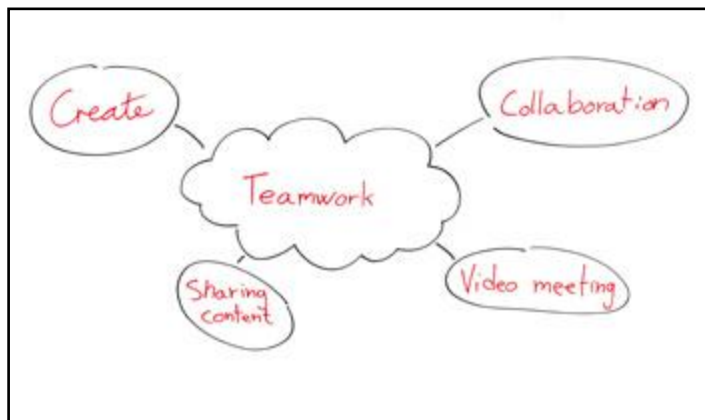 Create
Collaboration
Teamwork
Sharing
content
Video meeting